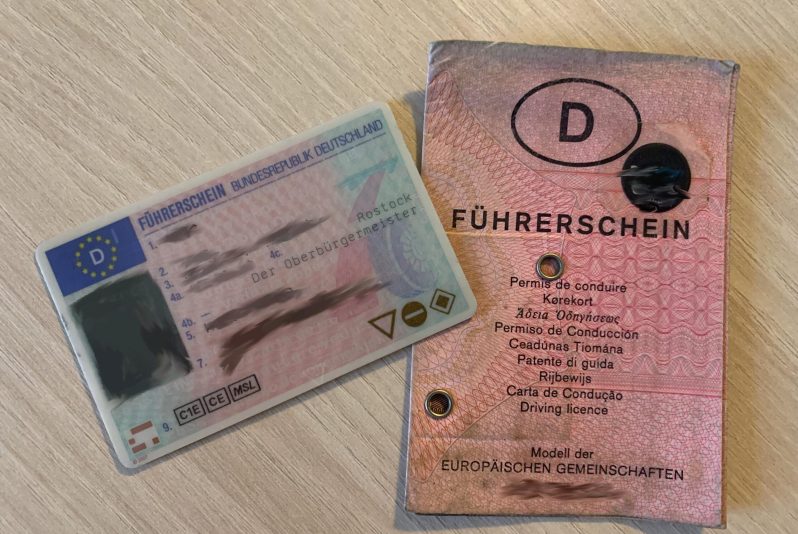 FÜHRERSCHEIN BUNDESREPUBLIK DEUTSCHLAND
D
1.
2.
3.
4a.
4c.
Rostock
Der Oberbürgermeister
4b.
5.
7.
9.
C1E CE MSL
D
FÜHRERSCHEIN
Permis de conduire
Kørekort
Άδεια Ὁδηγήσεως
Permiso de Conducción
Ceadúnas Tiomána
Patente di guida
Rijbewijs
Carta de Condução
Driving licence
Modell der
EUROPÄISCHEN GEMEINSCHAFTEN